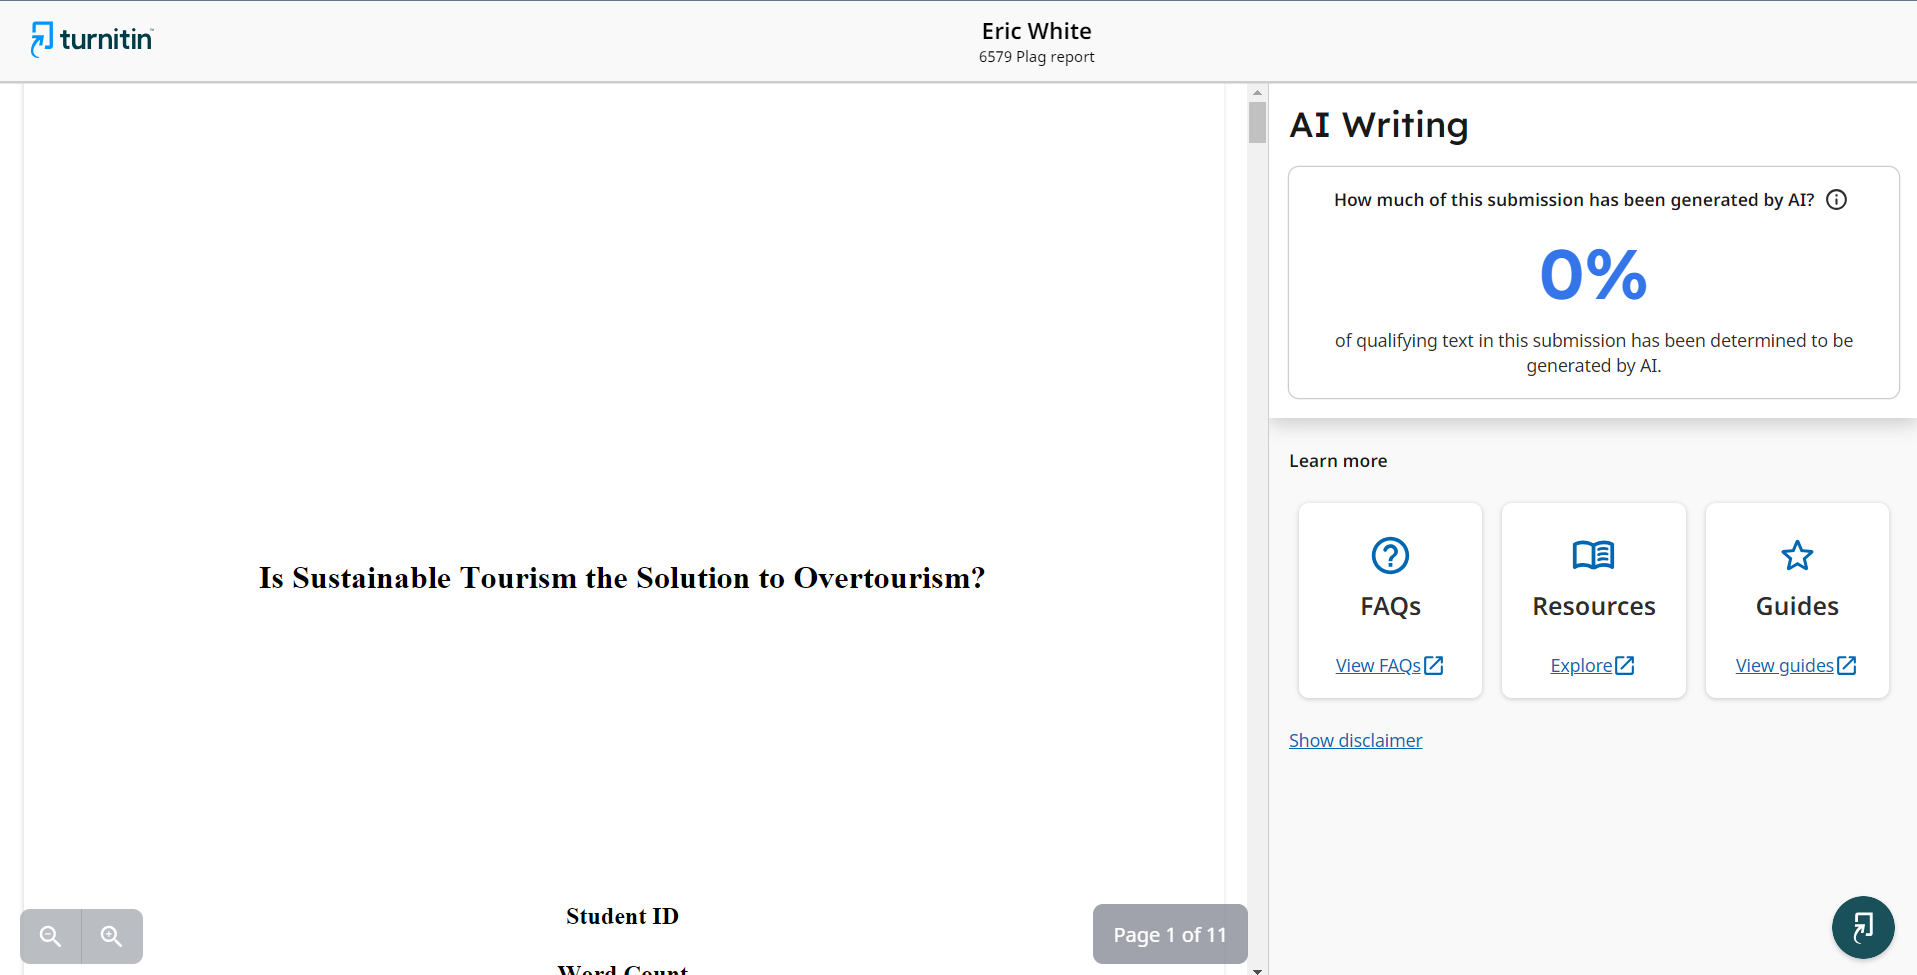 turnitin
Eric White
6579 Plag report
Is Sustainable Tourism the Solution to Overtourism?
Student ID
Word Count
Page 1 of 11
AI Writing
How much of this submission has been generated by AI?
0%
of qualifying text in this submission has been determined to be
generated by AI.
Learn more
FAQs
View FAQs
Resources
Explore
Guides
View guides
Show disclaimer